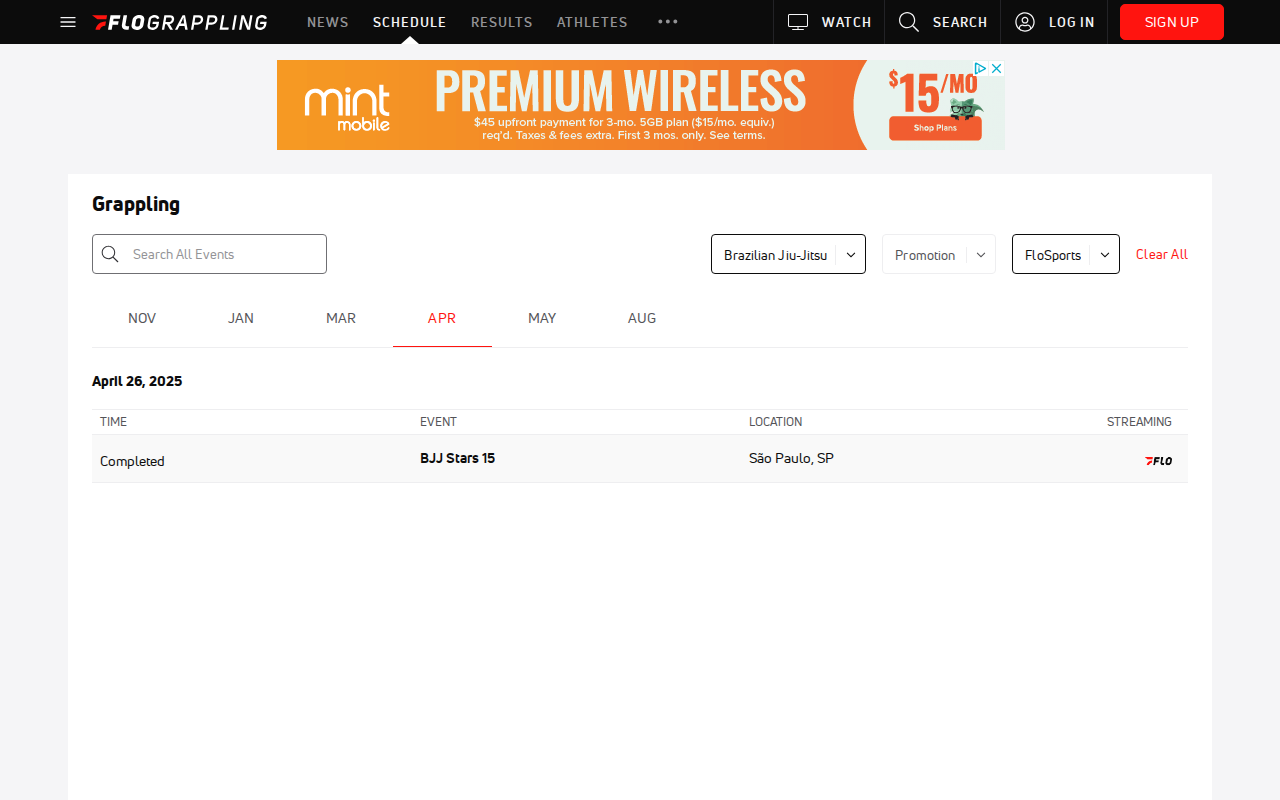 FLOGRAPPLING NEWS SCHEDULE RESULTS ATHLETES WATCH SEARCH LOG IN SIGN UP
mint mobile PREMIUM WIRELESS $15/MO
$45 upfront payment for 3-mo. 5GB plan ($15/mo. equiv.)
req'd. Taxes & fees extra. First 3 mos. only. See terms.
Shop Plans
Grappling
Search All Events Brazilian Jiu-Jitsu Promotion FloSports Clear All
NOV JAN MAR APR MAY AUG
April 26, 2025
TIME EVENT LOCATION STREAMING
Completed BJJ Stars 15 São Paulo, SP FLO